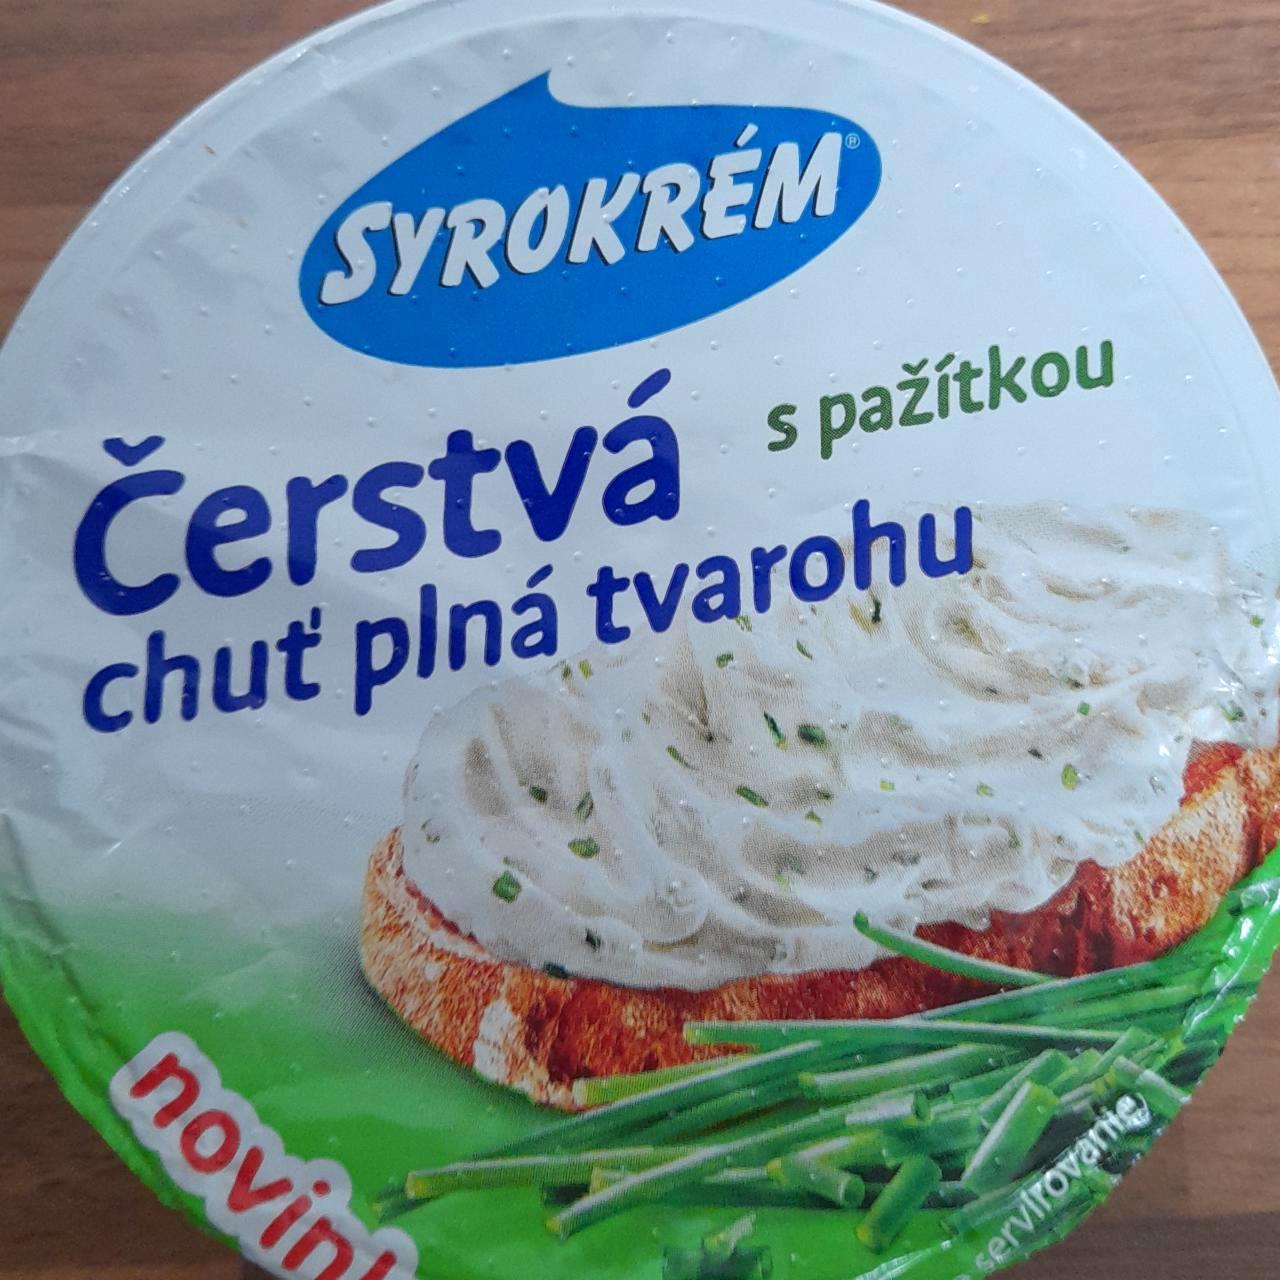 SYROKRÉM®
s pažítkou
Čerstvá
chuť plná tvarohu
servírovanie